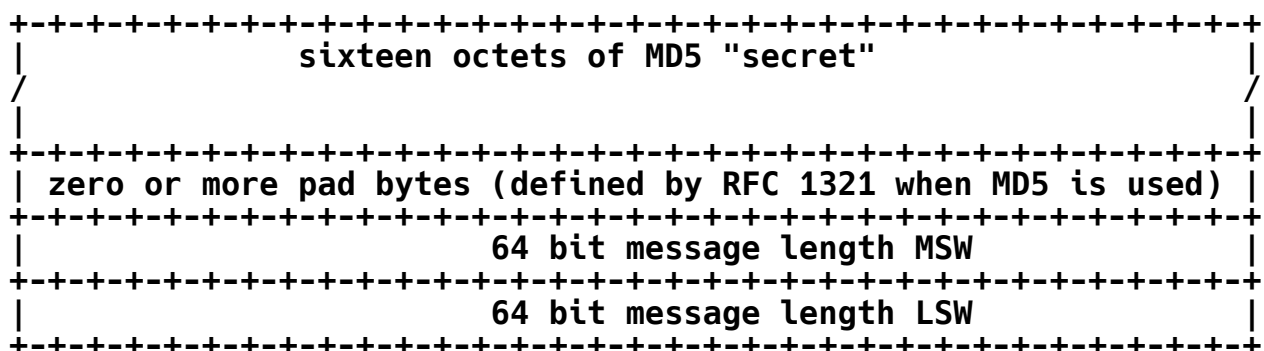 +-+-+-+-+-+-+-+-+-+-+-+-+-+-+-+-+-+-+-+-+-+-+-+-+-+-+-+-+-+-+-+-+
|              sixteen octets of MD5 "secret"                   |
/                                                               /
|                                                               |
+-+-+-+-+-+-+-+-+-+-+-+-+-+-+-+-+-+-+-+-+-+-+-+-+-+-+-+-+-+-+-+-+
| zero or more pad bytes (defined by RFC 1321 when MD5 is used) |
+-+-+-+-+-+-+-+-+-+-+-+-+-+-+-+-+-+-+-+-+-+-+-+-+-+-+-+-+-+-+-+-+
|                        64 bit message length MSW              |
+-+-+-+-+-+-+-+-+-+-+-+-+-+-+-+-+-+-+-+-+-+-+-+-+-+-+-+-+-+-+-+-+
|                        64 bit message length LSW              |
+-+-+-+-+-+-+-+-+-+-+-+-+-+-+-+-+-+-+-+-+-+-+-+-+-+-+-+-+-+-+-+-+